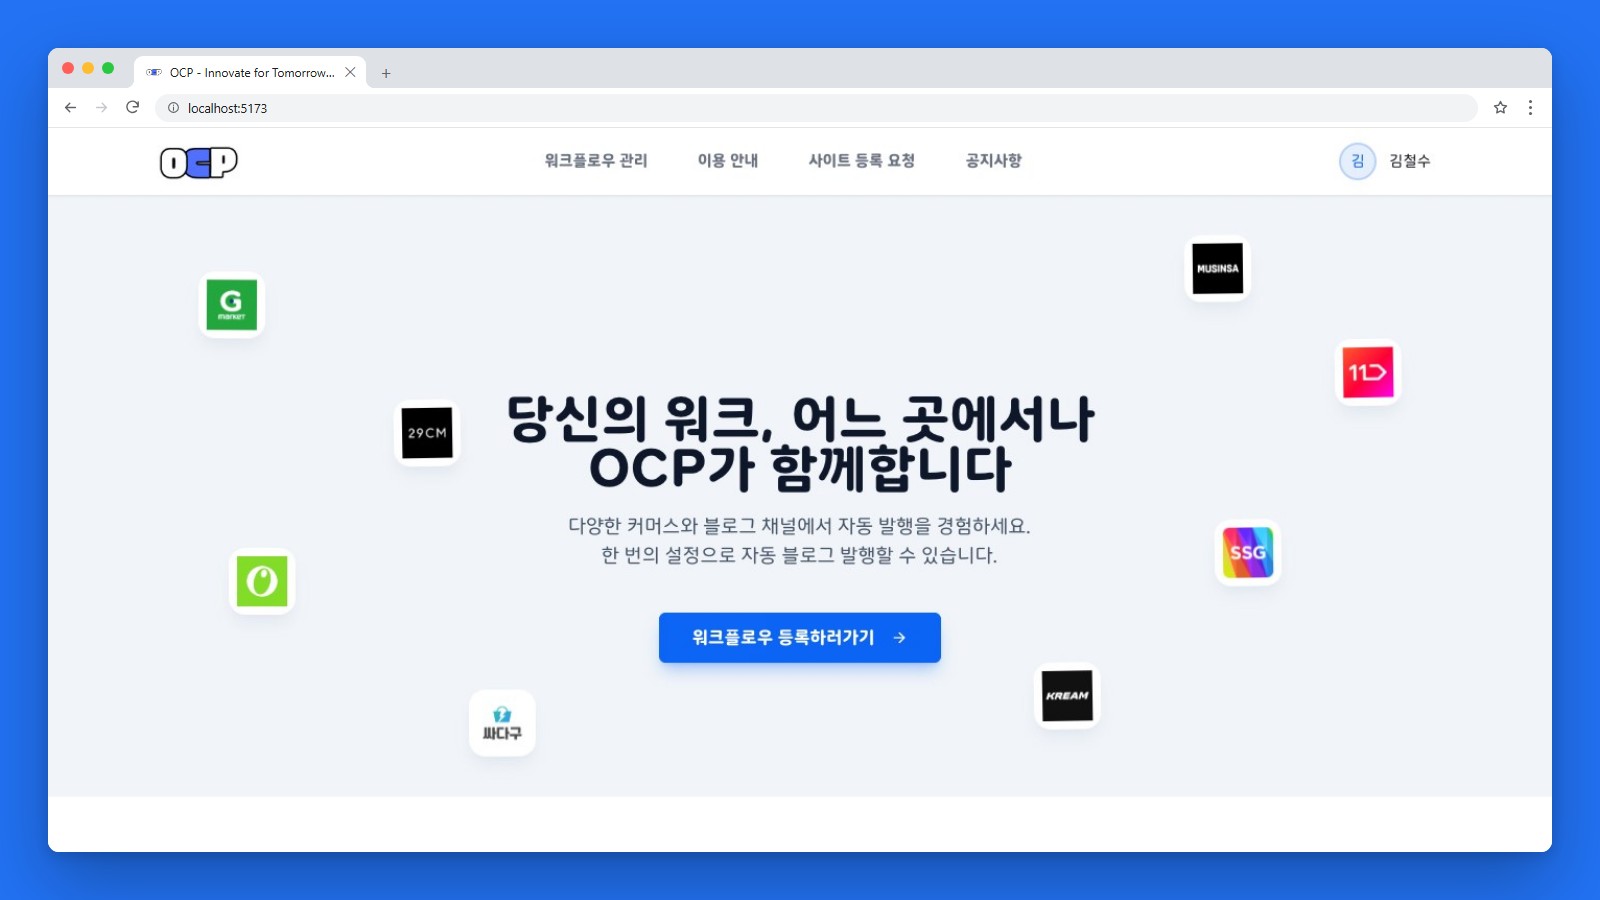 OCP - Innovate for Tomorrow...
localhost:5173
OCP
워크플로우 관리
이용 안내
사이트 등록 요청
공지사항
김
김철수
G
market
MUSINSA
11
29CM
당신의 워크, 어느 곳에서나
OCP가 함께합니다
다양한 커머스와 블로그 채널에서 자동 발행을 경험하세요.
한 번의 설정으로 자동 블로그 발행할 수 있습니다.
SSG
O
워크플로우 등록하러가기 →
KREAM
싸다구